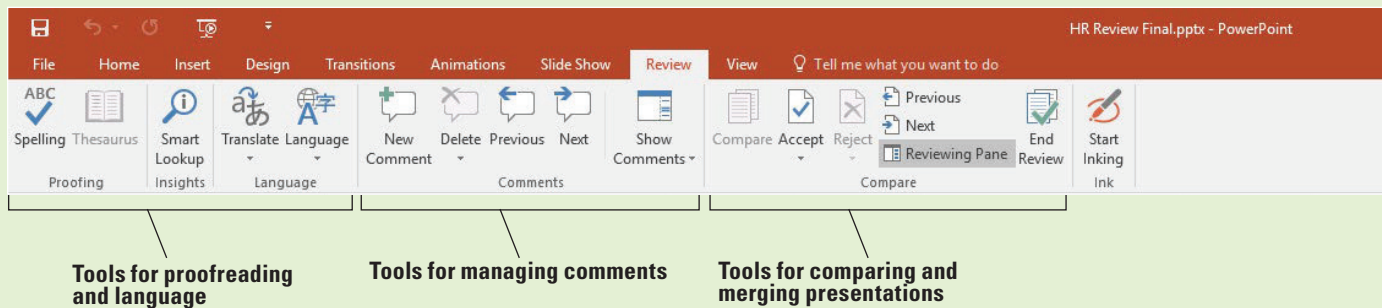 HR Review Final.pptx - PowerPoint
File Home Insert Design Transitions Animations Slide Show Review View Tell me what you want to do
ABC
Spelling Thesaurus
Proofing
Smart
Lookup
Insights
あ
A字
Translate Language
Language
New
Comment
Delete Previous Next
Show
Comments
Comments
Compare Accept Reject
Previous
Next
Reviewing Pane
End
Review
Compare
Start
Inking
Ink
Tools for proofreading
and language
Tools for managing comments
Tools for comparing and
merging presentations